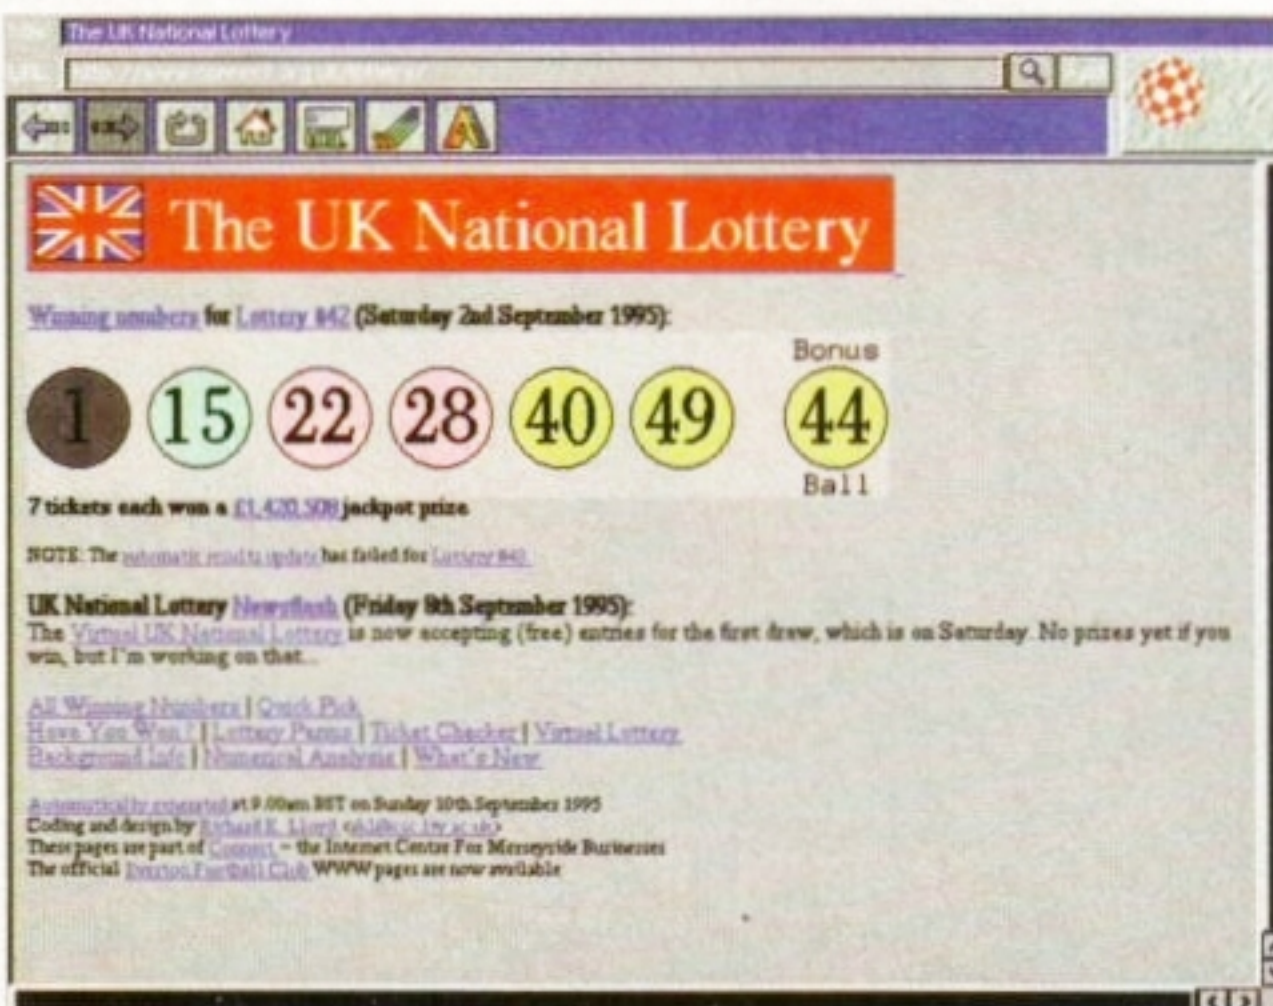 The UK National Lottery
The UK National Lottery
Winning numbers for Lottery #42 (Saturday 2nd September 1995):
Bonus
1 15 22 28 40 49 44
Ball
7 tickets each won a £1,420,508 jackpot prize
NOTE: The automatic email update has failed for Lottery #42
UK National Lottery Newsflash (Friday 8th September 1995):
The Virtual UK National Lottery is now accepting (free) entries for the first draw, which is on Saturday. No prizes yet if you
win, but I'm working on that...
All Winning Numbers | Quick Pick
Have You Won? | Lottery Perms | Ticket Checker | Virtual Lottery
Background Info | Numerical Analysis | What's New
Automatically generated at 9.00am BST on Sunday 10th September 1995
Coding and design by Richard K. Lloyd
These pages are part of Connect - the Internet Centre For Merseyside Businesses
The official Everton Football Club WWW pages are now available